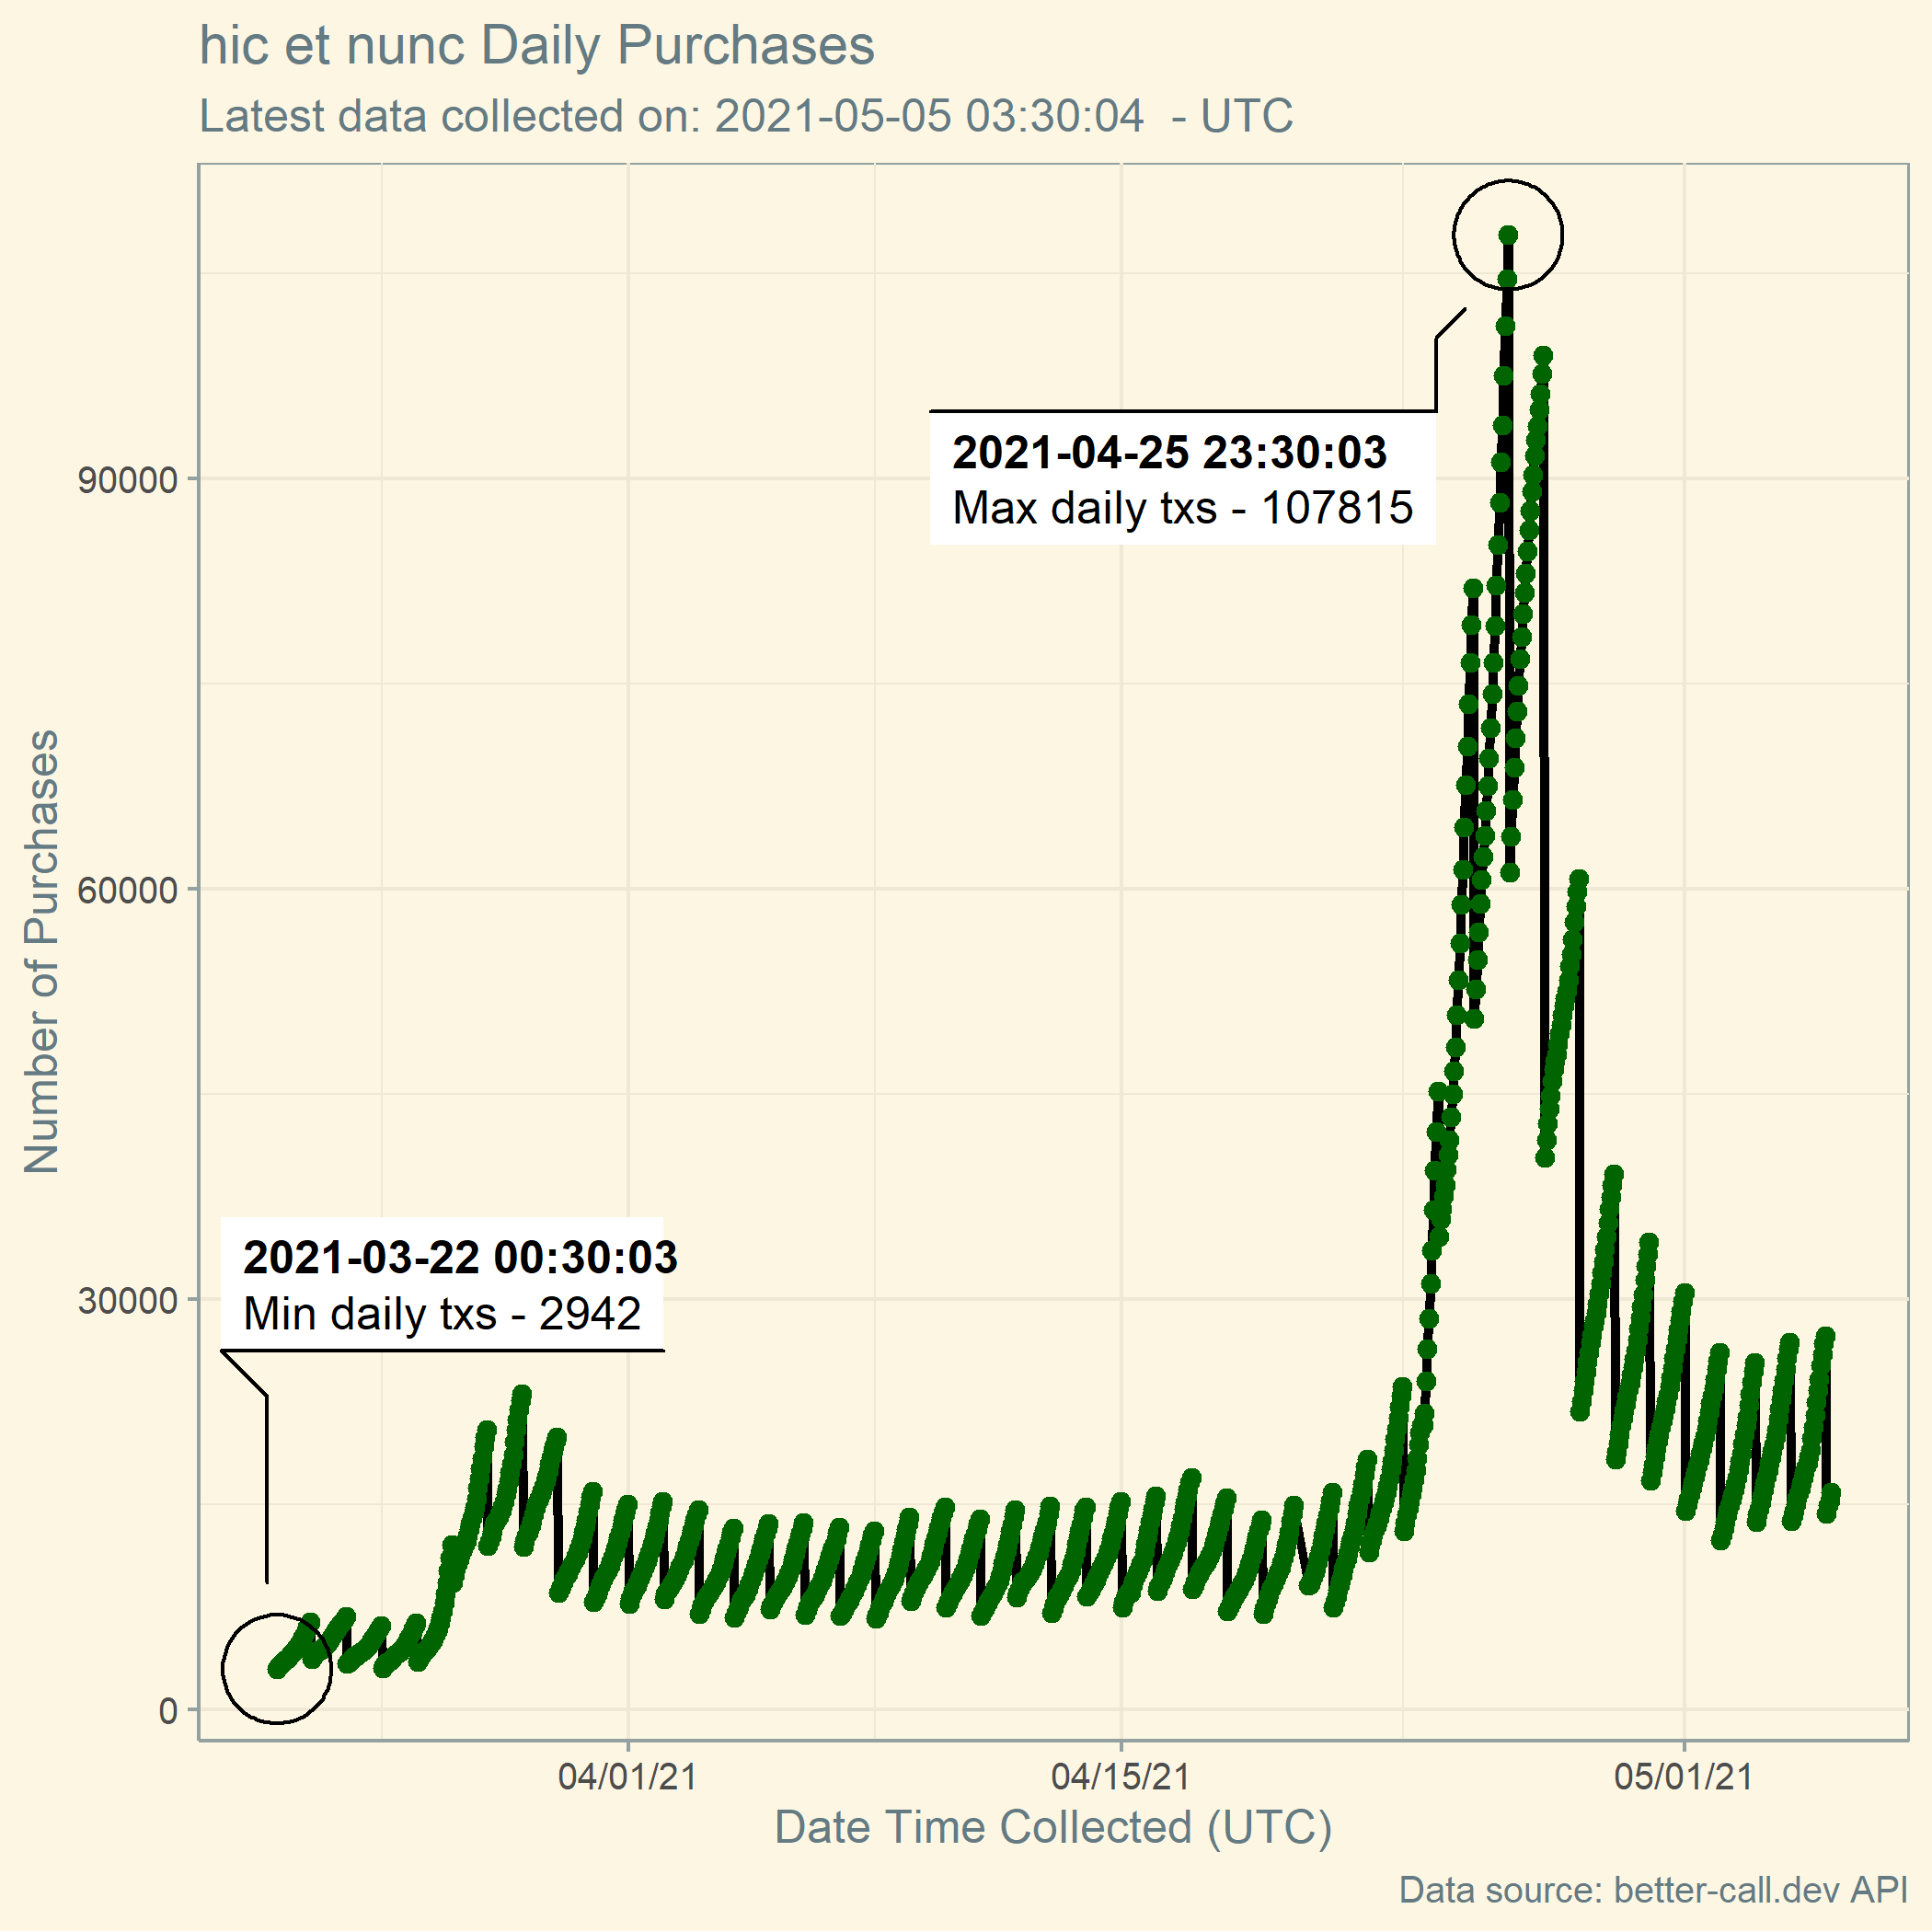 hic et nunc Daily Purchases
Latest data collected on: 2021-05-05 03:30:04  - UTC
Number of Purchases
90000
60000
30000
0
2021-04-25 23:30:03
Max daily txs - 107815
2021-03-22 00:30:03
Min daily txs - 2942
04/01/21
04/15/21
05/01/21
Date Time Collected (UTC)
Data source: better-call.dev API